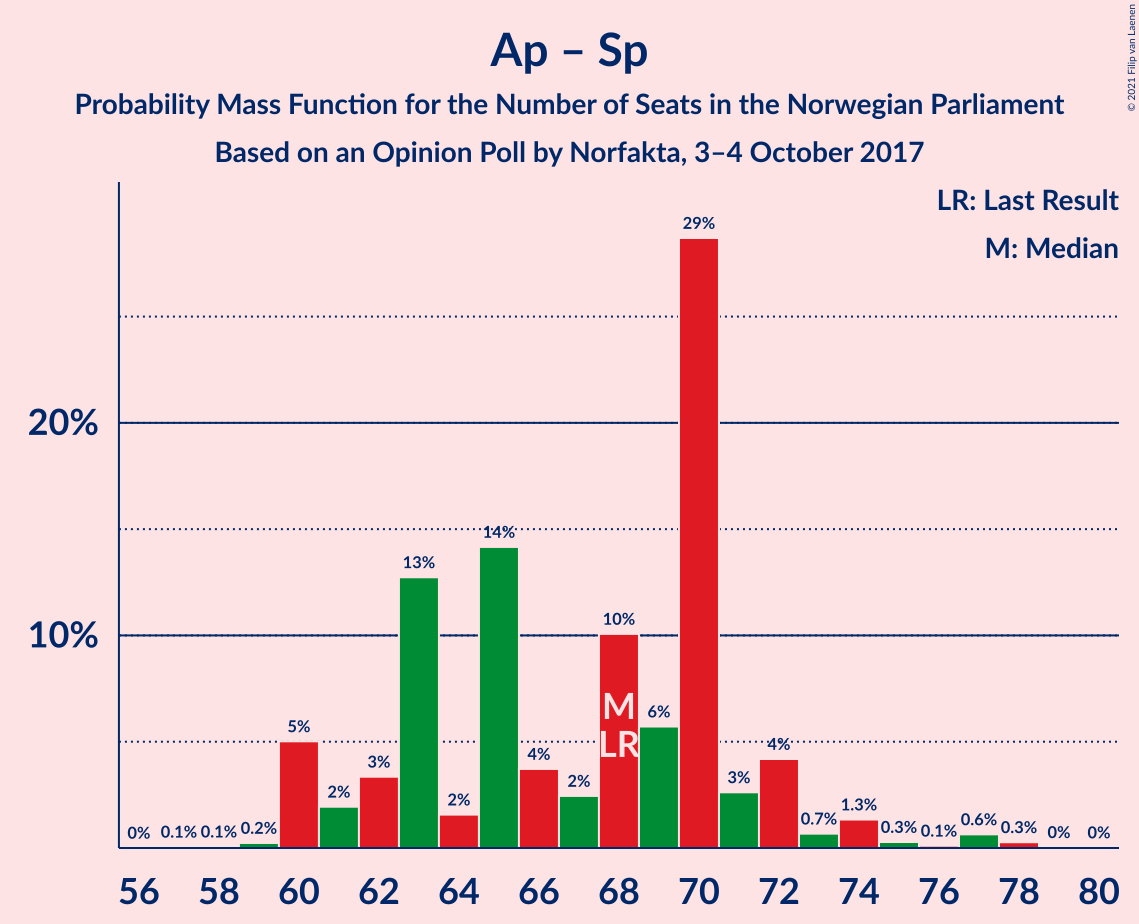 Ap – Sp
Probability Mass Function for the Number of Seats in the Norwegian Parliament
Based on an Opinion Poll by Norfakta, 3–4 October 2017
© 2021 Filip van Laenen
LR: Last Result
M: Median
20%
10%
0% 0.1% 0.1% 0.2% 5% 2% 3% 13% 2% 14% 4% 2% 10% 6% 29% 3% 4% 0.7% 1.3% 0.3% 0.1% 0.6% 0.3% 0% 0%
M
LR
56 58 60 62 64 66 68 70 72 74 76 78 80